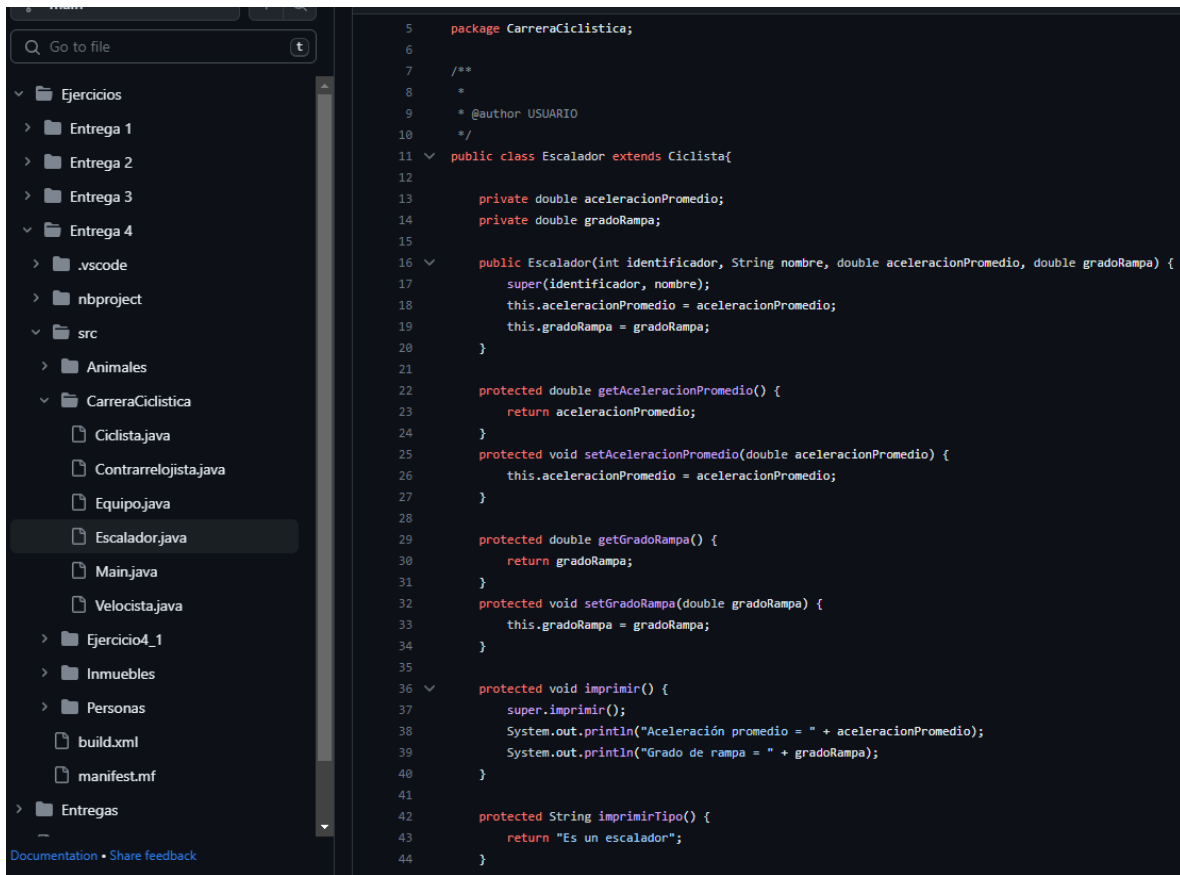 main
Go to file
t
Ejercicios
Entrega 1
Entrega 2
Entrega 3
Entrega 4
.vscode
nbproject
src
Animales
CarreraCiclistica
Ciclista.java
Contrarrelojista.java
Equipo.java
Escalador.java
Main.java
Velocista.java
Ejercicio4_1
Inmuebles
Personas
build.xml
manifest.mf
Entregas
Documentation • Share feedback
5 package CarreraCiclistica;
6
7 /**
8 *
9 * @author USUARIO
10 */
11 public class Escalador extends Ciclista{
12
13 private double aceleracionPromedio;
14 private double gradoRampa;
15
16 public Escalador(int identificador, String nombre, double aceleracionPromedio, double gradoRampa) {
17 super(identificador, nombre);
18 this.aceleracionPromedio = aceleracionPromedio;
19 this.gradoRampa = gradoRampa;
20 }
21
22 protected double getAceleracionPromedio() {
23 return aceleracionPromedio;
24 }
25 protected void setAceleracionPromedio(double aceleracionPromedio) {
26 this.aceleracionPromedio = aceleracionPromedio;
27 }
28
29 protected double getGradoRampa() {
30 return gradoRampa;
31 }
32 protected void setGradoRampa(double gradoRampa) {
33 this.gradoRampa = gradoRampa;
34 }
35
36 protected void imprimir() {
37 super.imprimir();
38 System.out.println("Aceleración promedio = " + aceleracionPromedio);
39 System.out.println("Grado de rampa = " + gradoRampa);
40 }
41
42 protected String imprimirTipo() {
43 return "Es un escalador";
44 }